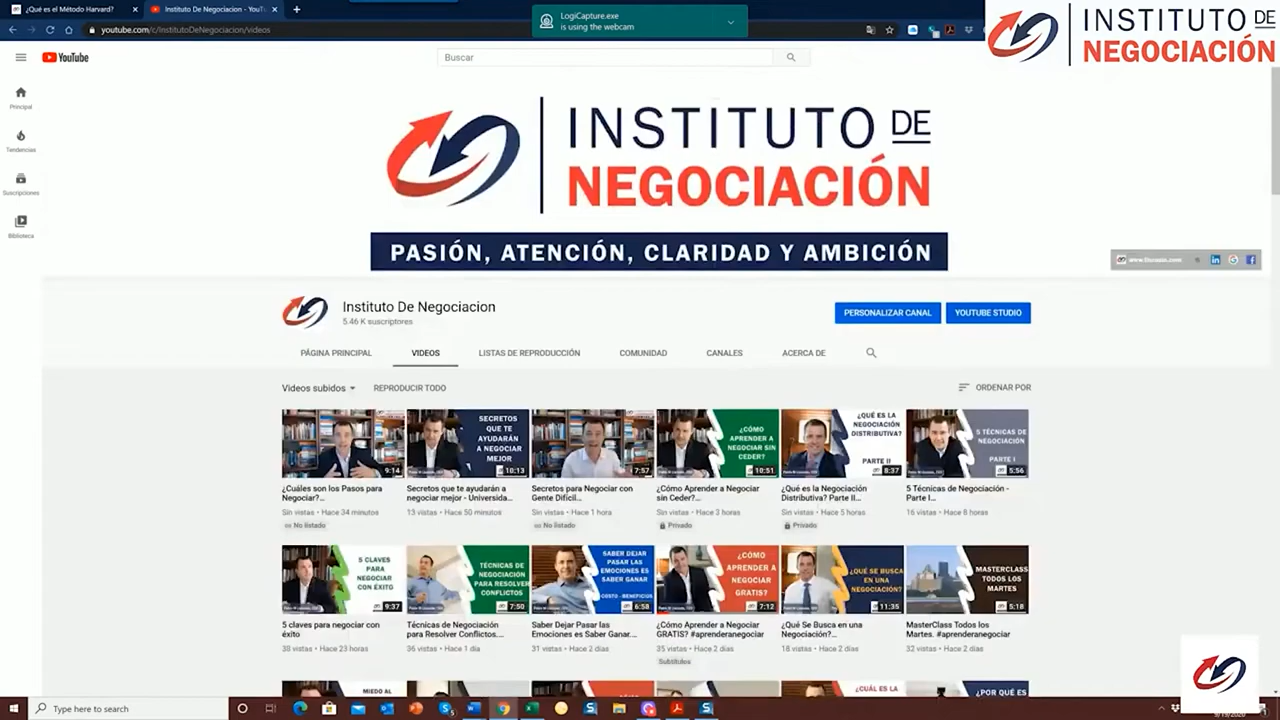 ¿Qué es el Método Harvard?
Instituto De Negociacion - YouT
LogiCapture.exe
is using the webcam
youtube.com/c/InstitutoDeNegociacion/videos
INSTITUTO DE
NEGOCIACIÓN
YouTube
Buscar
Principal
Tendencias
Suscripciones
Biblioteca
INSTITUTO DE
NEGOCIACIÓN
PASIÓN, ATENCIÓN, CLARIDAD Y AMBICIÓN
Instituto De Negociacion
5.46 K suscriptores
PERSONALIZAR CANAL
YOUTUBE STUDIO
PÁGINA PRINCIPAL VIDEOS LISTAS DE REPRODUCCIÓN COMUNIDAD CANALES ACERCA DE
Videos subidos REPRODUCIR TODO
ORDENAR POR
9:14
SECRETOS
QUE TE
AYUDARÁN
A NEGOCIAR
MEJOR
10:13
7:57
¿CÓMO
APRENDER A
NEGOCIAR SIN
CEDER?
10:51
¿QUÉ ES LA
NEGOCIACIÓN
DISTRIBUTIVA?
PARTE II
8:37
5 TÉCNICAS DE
NEGOCIACIÓN
PARTE I
5:56
¿Cuáles son los Pasos para
Negociar?...
Sin vistas • Hace 34 minutos
No listado
Secretos que te ayudarán a
negociar mejor - Universida...
13 vistas • Hace 50 minutos
Secretos para Negociar con
Gente Difícil...
Sin vistas • Hace 1 hora
No listado
¿Cómo Aprender a Negociar
sin Ceder?...
Sin vistas • Hace 3 horas
Privado
¿Qué es la Negociación
Distributiva? Parte II...
Sin vistas • Hace 5 horas
Privado
5 Técnicas de Negociación -
Parte I...
16 vistas • Hace 8 horas
5 CLAVES
PARA
NEGOCIAR
CON ÉXITO
9:37
TÉCNICAS DE
NEGOCIACIÓN
PARA RESOLVER
CONFLICTOS
7:50
SABER DEJAR
PASAR LAS
EMOCIONES ES
SABER GANAR
COSTO - BENEFICIOS
6:58
¿CÓMO
APRENDER A
NEGOCIAR
GRATIS?
7:12
¿QUÉ SE BUSCA
EN UNA
NEGOCIACIÓN?
11:35
MASTERCLASS
TODOS LOS
MARTES
5:18
5 claves para negociar con
éxito
38 vistas • Hace 23 horas
Técnicas de Negociación
para Resolver Conflictos....
36 vistas • Hace 1 día
Saber Dejar Pasar las
Emociones es Saber Ganar....
31 vistas • Hace 2 días
¿Cómo Aprender a Negociar
GRATIS? #aprenderanegociar
35 vistas • Hace 2 días
Subtítulos
¿Qué Se Busca en una
Negociación?...
18 vistas • Hace 2 días
MasterClass Todos los
Martes. #aprenderanegociar
32 vistas • Hace 2 días
MIEDO AL
DEJAR
¿CUÁL ES LA
¿POR QUÉ ES
Type here to search
9/19/2020